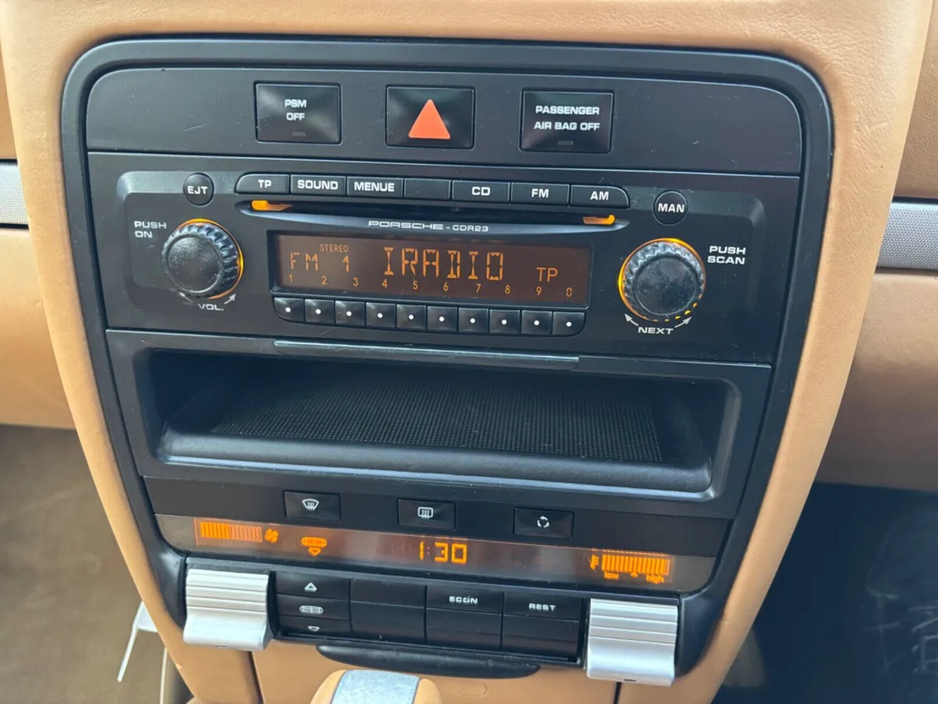 PSM
OFF
PASSENGER
AIR BAG OFF
EJT
TP SOUND MENUE CD FM AM
MAN
PUSH
ON
PORSCHE - CDR23
PUSH
SCAN
STEREO
FM 1 IRADIO TP
1 2 3 4 5 6 7 8 9 0
VOL.
NEXT
1:30
low high
ECON REST